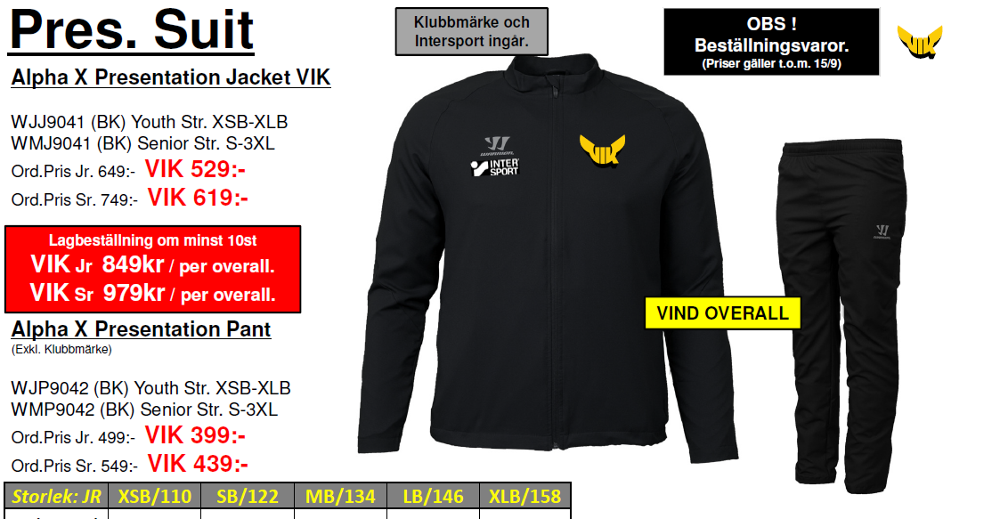 Pres. Suit
Klubbmärke och
Intersport ingår.
OBS !
Beställningsvaror.
(Priser gäller t.o.m. 15/9)
VIK
Alpha X Presentation Jacket VIK
WJJ9041 (BK) Youth Str. XSB-XLB
WMJ9041 (BK) Senior Str. S-3XL
Ord.Pris Jr. 649:- VIK 529:-
Ord.Pris Sr. 749:- VIK 619:-
WARRIOR
INTER
SPORT
VIK
Lagbeställning om minst 10st
VIK Jr 849kr / per overall.
VIK Sr 979kr / per overall.
WARRIOR
VIND OVERALL
Alpha X Presentation Pant
(Exkl. Klubbmärke)
WJP9042 (BK) Youth Str. XSB-XLB
WMP9042 (BK) Senior Str. S-3XL
Ord.Pris Jr. 499:- VIK 399:-
Ord.Pris Sr. 549:- VIK 439:-
Storlek: JR XSB/110 SB/122 MB/134 LB/146 XLB/158